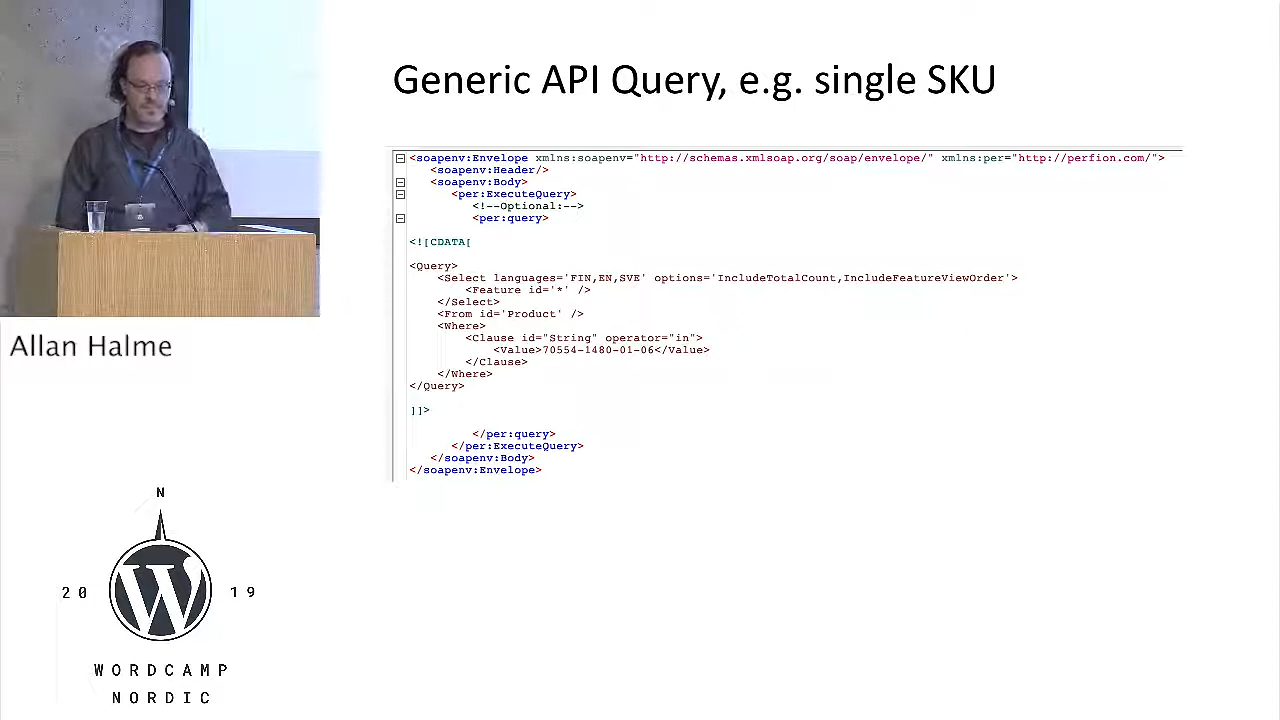 Generic API Query, e.g. single SKU
<soapenv:Envelope xmlns:soapenv="http://schemas.xmlsoap.org/soap/envelope/" xmlns:per="http://perfion.com/">
<soapenv:Header/>
<soapenv:Body>
<per:ExecuteQuery>
<!--Optional:-->
<per:query>
<![CDATA[
<Query>
<Select languages='FIN,EN,SVE' options='IncludeTotalCount,IncludeFeatureViewOrder'>
<Feature id='*' />
</Select>
<From id='Product' />
<Where>
<Clause id="String" operator="in">
<Value>70554-1480-01-06</Value>
</Clause>
</Where>
</Query>
]]>
</per:query>
</per:ExecuteQuery>
</soapenv:Body>
</soapenv:Envelope>
Allan Halme
N
20 19
WORDCAMP
NORDIC